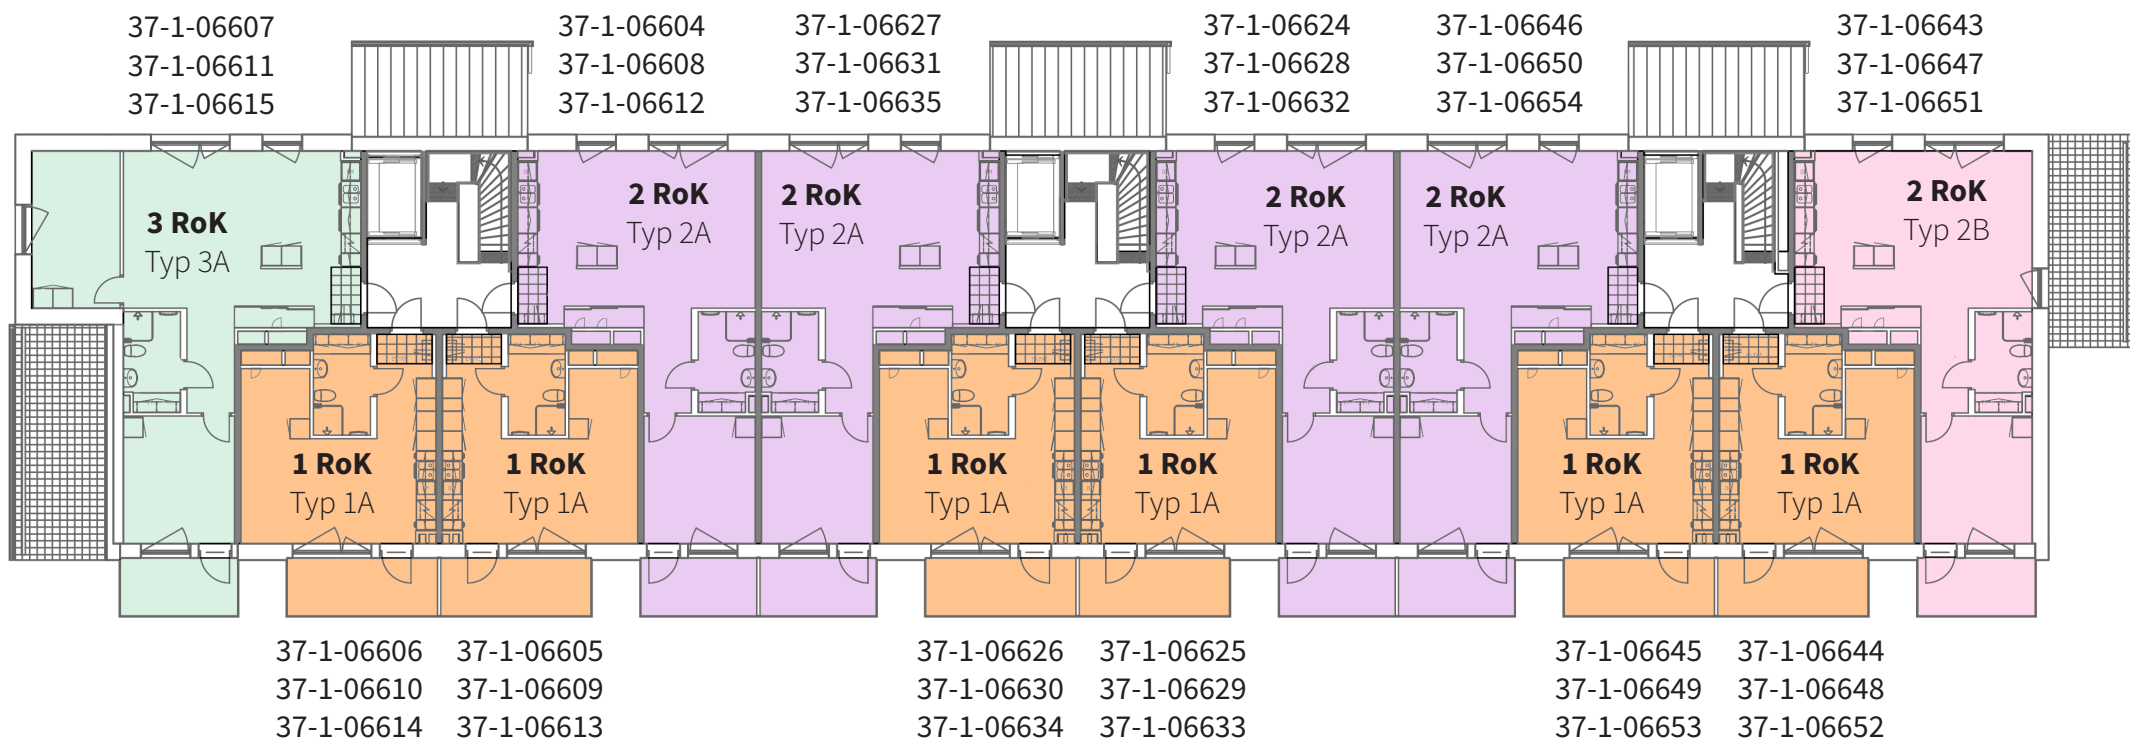 37-1-06607
37-1-06611
37-1-06615
37-1-06604
37-1-06608
37-1-06612
37-1-06627
37-1-06631
37-1-06635
37-1-06624
37-1-06628
37-1-06632
37-1-06646
37-1-06650
37-1-06654
37-1-06643
37-1-06647
37-1-06651
3 RoK
Typ 3A
2 RoK
Typ 2A
2 RoK
Typ 2A
2 RoK
Typ 2A
2 RoK
Typ 2A
2 RoK
Typ 2B
1 RoK
Typ 1A
1 RoK
Typ 1A
1 RoK
Typ 1A
1 RoK
Typ 1A
1 RoK
Typ 1A
1 RoK
Typ 1A
37-1-06606
37-1-06610
37-1-06614
37-1-06605
37-1-06609
37-1-06613
37-1-06626
37-1-06630
37-1-06634
37-1-06625
37-1-06629
37-1-06633
37-1-06645
37-1-06649
37-1-06653
37-1-06644
37-1-06648
37-1-06652